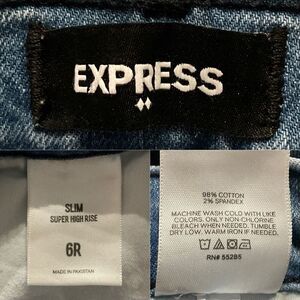 EXPRESS
SLIM
SUPER HIGH RISE
6R
MADE IN PAKISTAN
98% COTTON
2% SPANDEX
MACHINE WASH COLD WITH LIKE
COLORS. ONLY NON-CHLORINE
BLEACH WHEN NEEDED. TUMBLE
DRY LOW. WARM IRON IF NEEDED.
RN# 55285